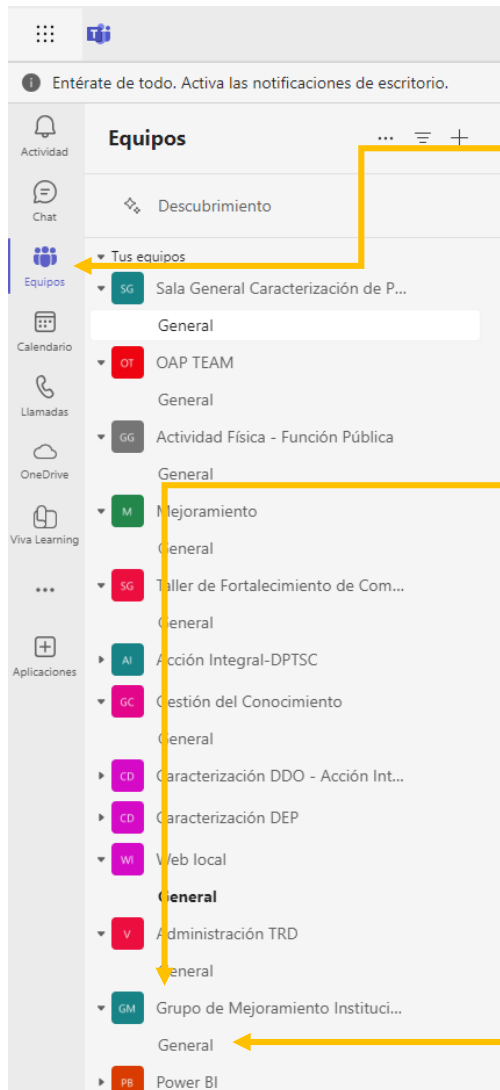 Entérate de todo. Activa las notificaciones de escritorio.
Actividad
Chat
Equipos
Calendario
Llamadas
OneDrive
Viva Learning
Aplicaciones
Equipos
Descubrimiento
Tus equipos
SG Sala General Caracterización de P...
General
OT OAP TEAM
General
GG Actividad Física - Función Pública
General
M Mejoramiento
General
SG Taller de Fortalecimiento de Com...
General
AI Acción Integral-DPTSC
GC Gestión del Conocimiento
General
CD Caracterización DDO - Acción Int...
CD Caracterización DEP
WI Web local
General
V Administración TRD
General
GM Grupo de Mejoramiento Instituci...
General
PB Power BI